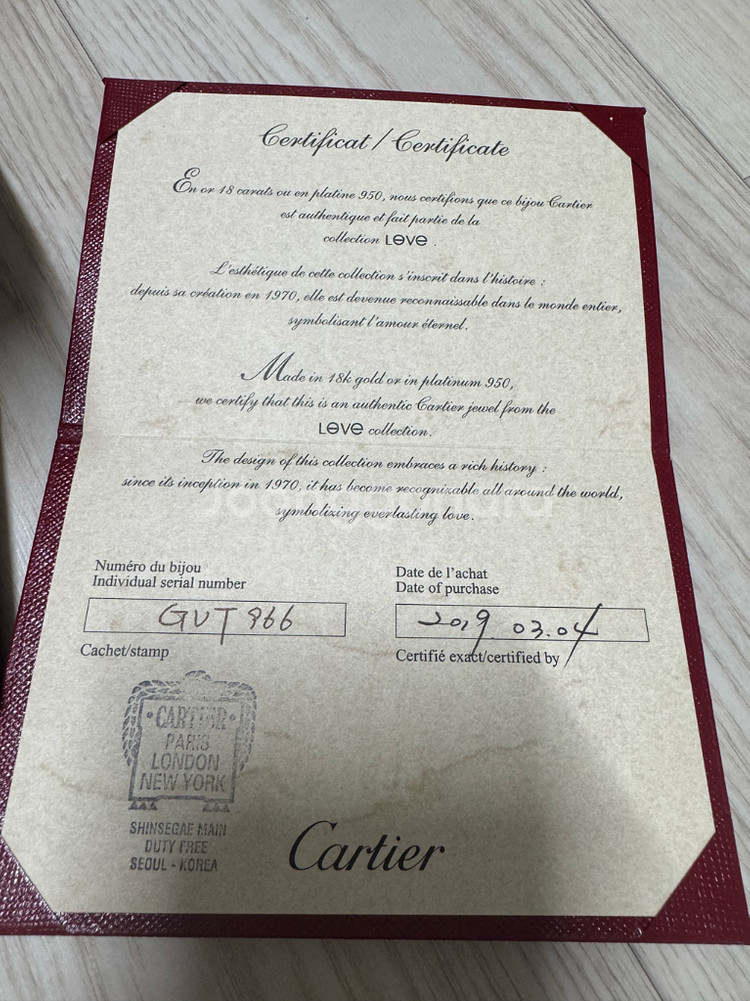 Certificat / Certificate
En or 18 carats ou en platine 950, nous certifions que ce bijou Cartier
est authentique et fait partie de la
collection LOVE .
L'esthétique de cette collection s'inscrit dans l'histoire :
depuis sa création en 1970, elle est devenue reconnaissable dans le monde entier,
symbolisant l'amour éternel.
Made in 18k gold or in platinum 950,
we certify that this is an authentic Cartier jewel from the
LOVE collection.
The design of this collection embraces a rich history :
since its inception in 1970, it has become recognizable all around the world,
symbolizing everlasting love.
Numéro du bijou
Individual serial number
GUT966
Date de l'achat
Date of purchase
2019. 03.04
Cachet/stamp
Certifié exact/certified by
CARTIER
PARIS
LONDON
NEW YORK
SHINSEGAE MAIN
DUTY FREE
SEOUL - KOREA
Cartier